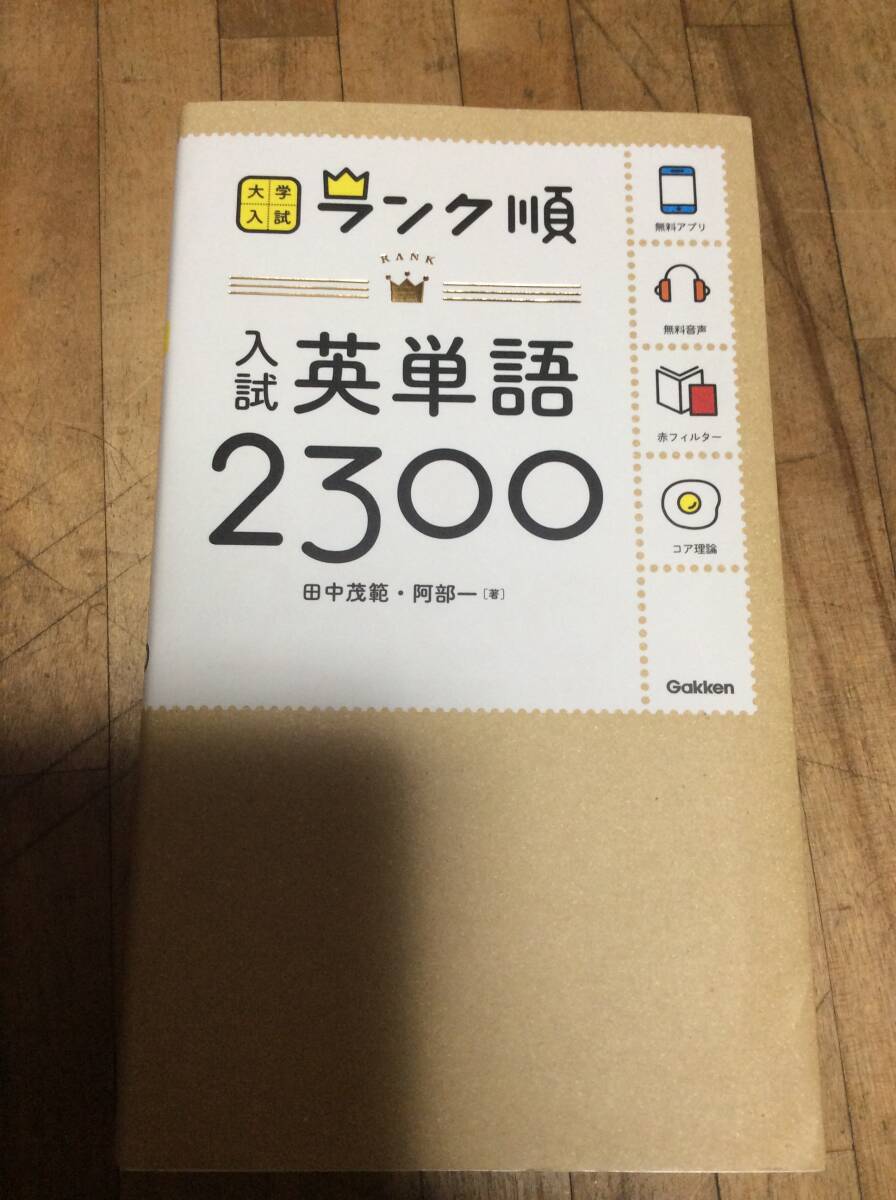 大学
入試
ランク順
RANK
入試
英単語
2300
田中茂範・阿部一［著］
無料アプリ
無料音声
赤フィルター
コア理論
Gakken